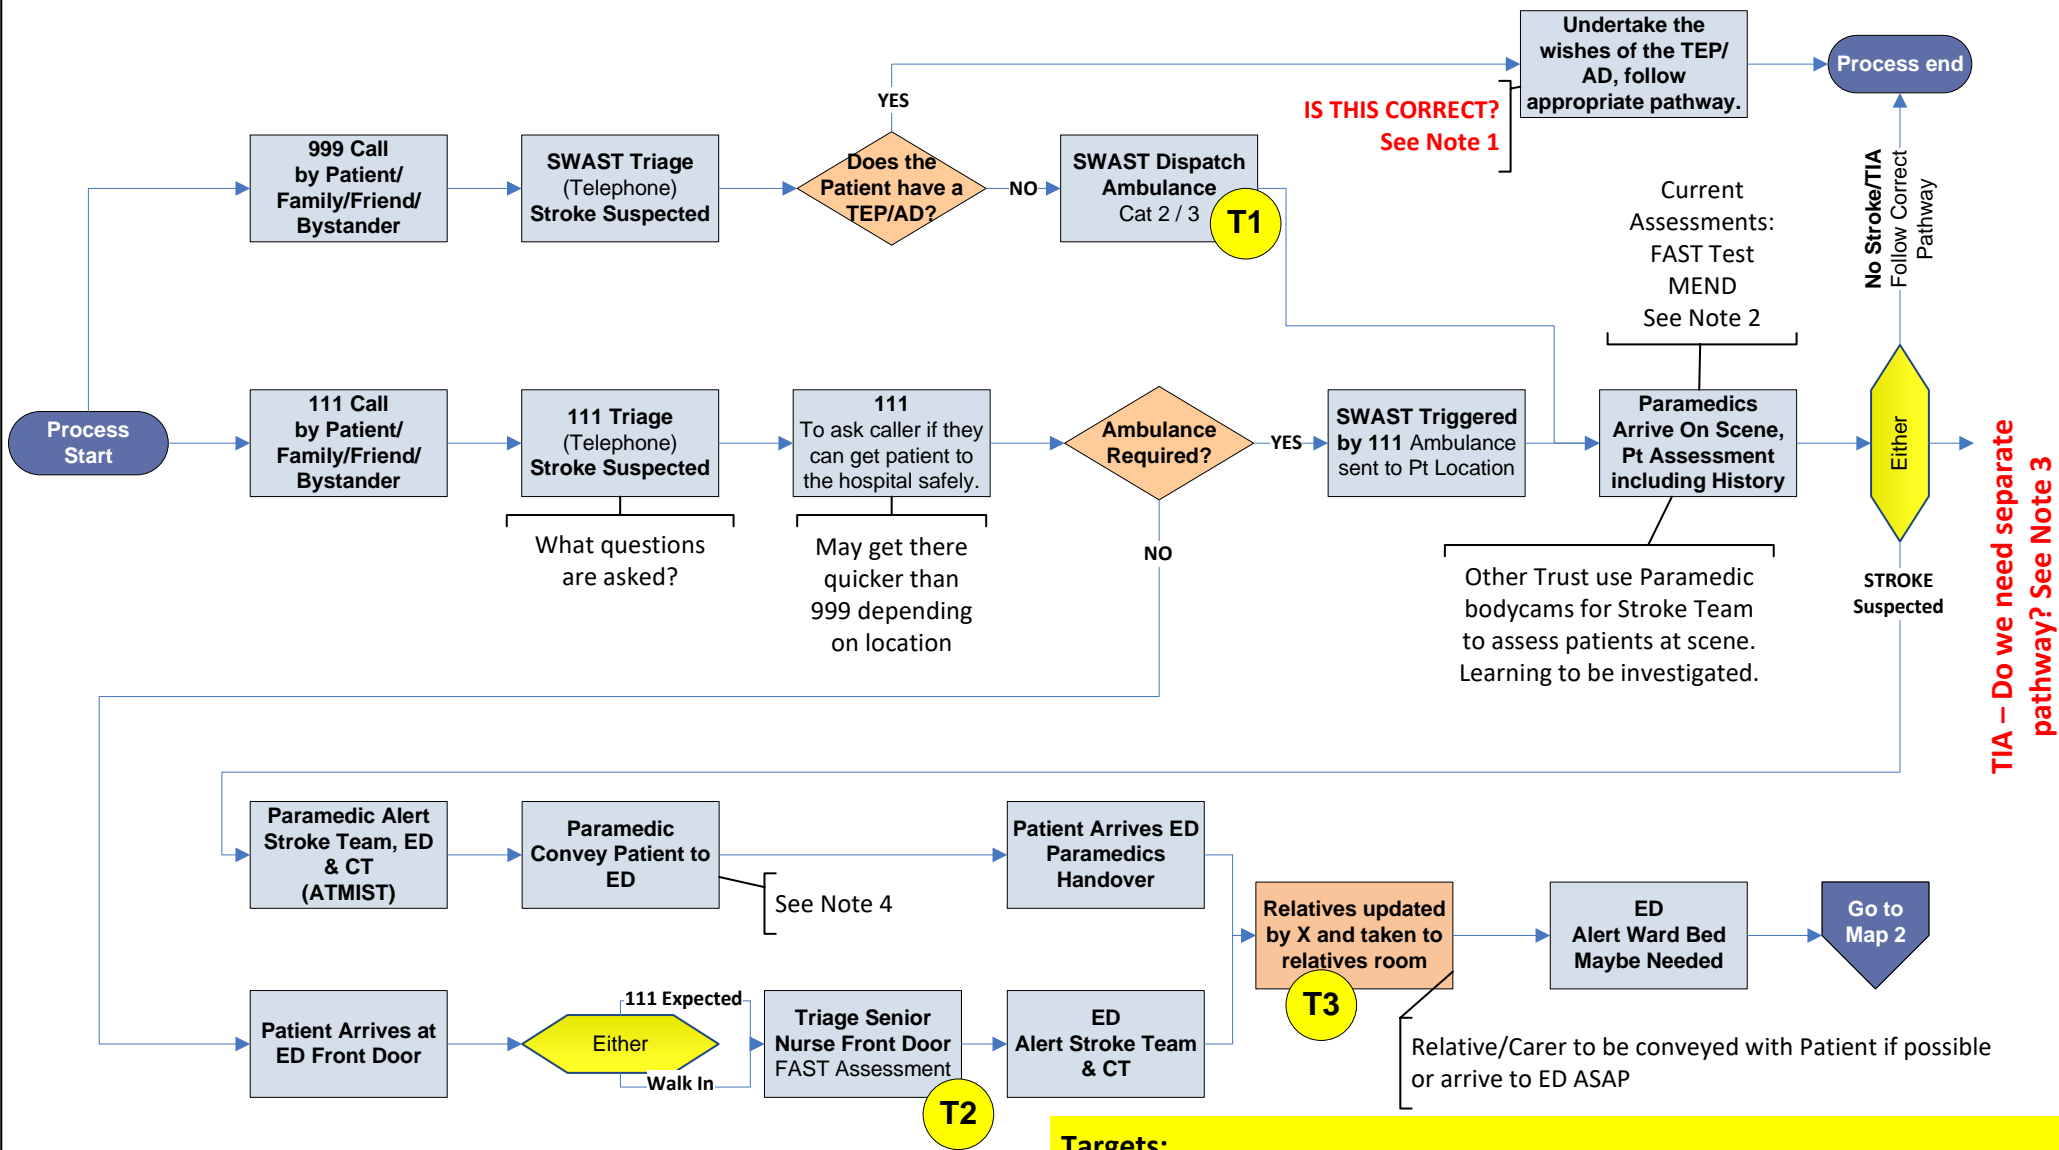 Undertake the
wishes of the TEP/
AD, follow
appropriate pathway.
Process end
YES
IS THIS CORRECT?
See Note 1
999 Call
by Patient/
Family/Friend/
Bystander
SWAST Triage
(Telephone)
Stroke Suspected
Does the
Patient have a
TEP/AD?
NO
SWAST Dispatch
Ambulance
Cat 2 / 3
T1
Current
Assessments:
FAST Test
MEND
See Note 2
No Stroke/TIA
Follow Correct
Pathway
Process
Start
111 Call
by Patient/
Family/Friend/
Bystander
111 Triage
(Telephone)
Stroke Suspected
111
To ask caller if they
can get patient to
the hospital safely.
Ambulance
Required?
YES
SWAST Triggered
by 111 Ambulance
sent to Pt Location
Paramedics
Arrive On Scene,
Pt Assessment
including History
Either
TIA – Do we need separate
pathway? See Note 3
What questions
are asked?
May get there
quicker than
999 depending
on location
NO
Other Trust use Paramedic
bodycams for Stroke Team
to assess patients at scene.
Learning to be investigated.
STROKE
Suspected
Paramedic Alert
Stroke Team, ED
& CT
(ATMIST)
Paramedic
Convey Patient to
ED
See Note 4
Patient Arrives ED
Paramedics
Handover
Relatives updated
by X and taken to
relatives room
T3
ED
Alert Ward Bed
Maybe Needed
Go to
Map 2
Patient Arrives at
ED Front Door
111 Expected
Either
Walk In
Triage Senior
Nurse Front Door
FAST Assessment
T2
ED
Alert Stroke Team
& CT
Relative/Carer to be conveyed with Patient if possible
or arrive to ED ASAP
Targets: